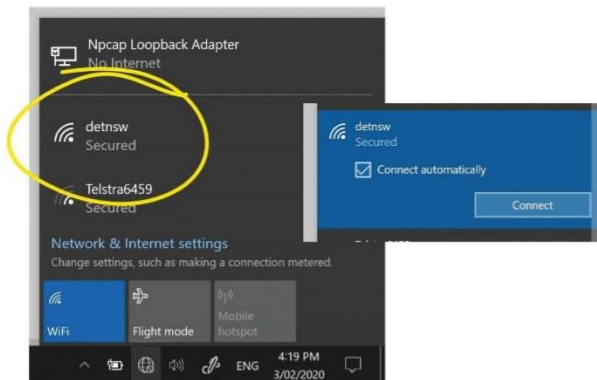 Npcap Loopback Adapter
No Internet
detnsw
Secured
Telstra6459
Secured
Network & Internet settings
Change settings, such as making a connection metered.
WiFi
Flight mode
Mobile
hotspot
ENG
4:19 PM
3/02/2020
detnsw
Secured
Connect automatically
Connect